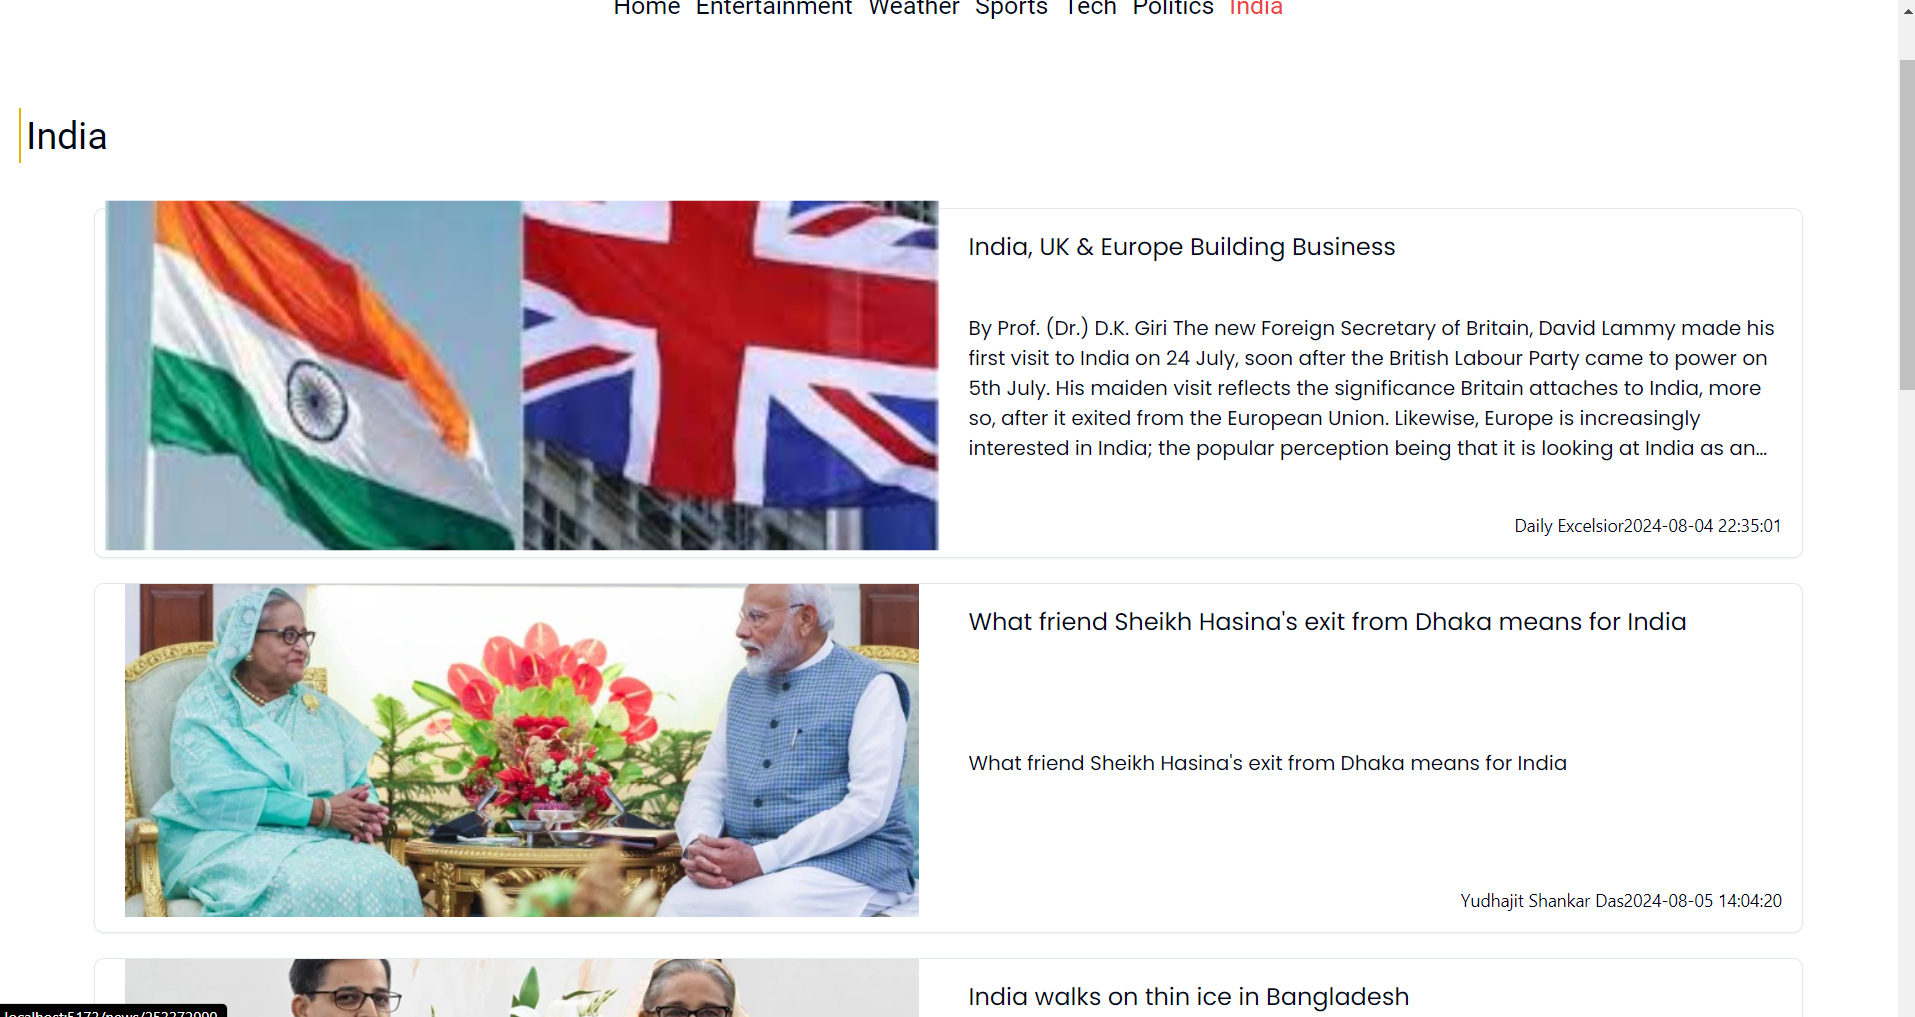 Home Entertainment Weather Sports Tech Politics India
India
India, UK & Europe Building Business
By Prof. (Dr.) D.K. Giri The new Foreign Secretary of Britain, David Lammy made his
first visit to India on 24 July, soon after the British Labour Party came to power on
5th July. His maiden visit reflects the significance Britain attaches to India, more
so, after it exited from the European Union. Likewise, Europe is increasingly
interested in India; the popular perception being that it is looking at India as an...
Daily Excelsior2024-08-04 22:35:01
What friend Sheikh Hasina's exit from Dhaka means for India
What friend Sheikh Hasina's exit from Dhaka means for India
Yudhajit Shankar Das2024-08-05 14:04:20
India walks on thin ice in Bangladesh